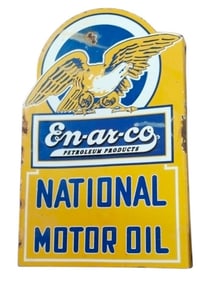 En-ar-co
PETROLEUM PRODUCTS
NATIONAL
MOTOR OIL